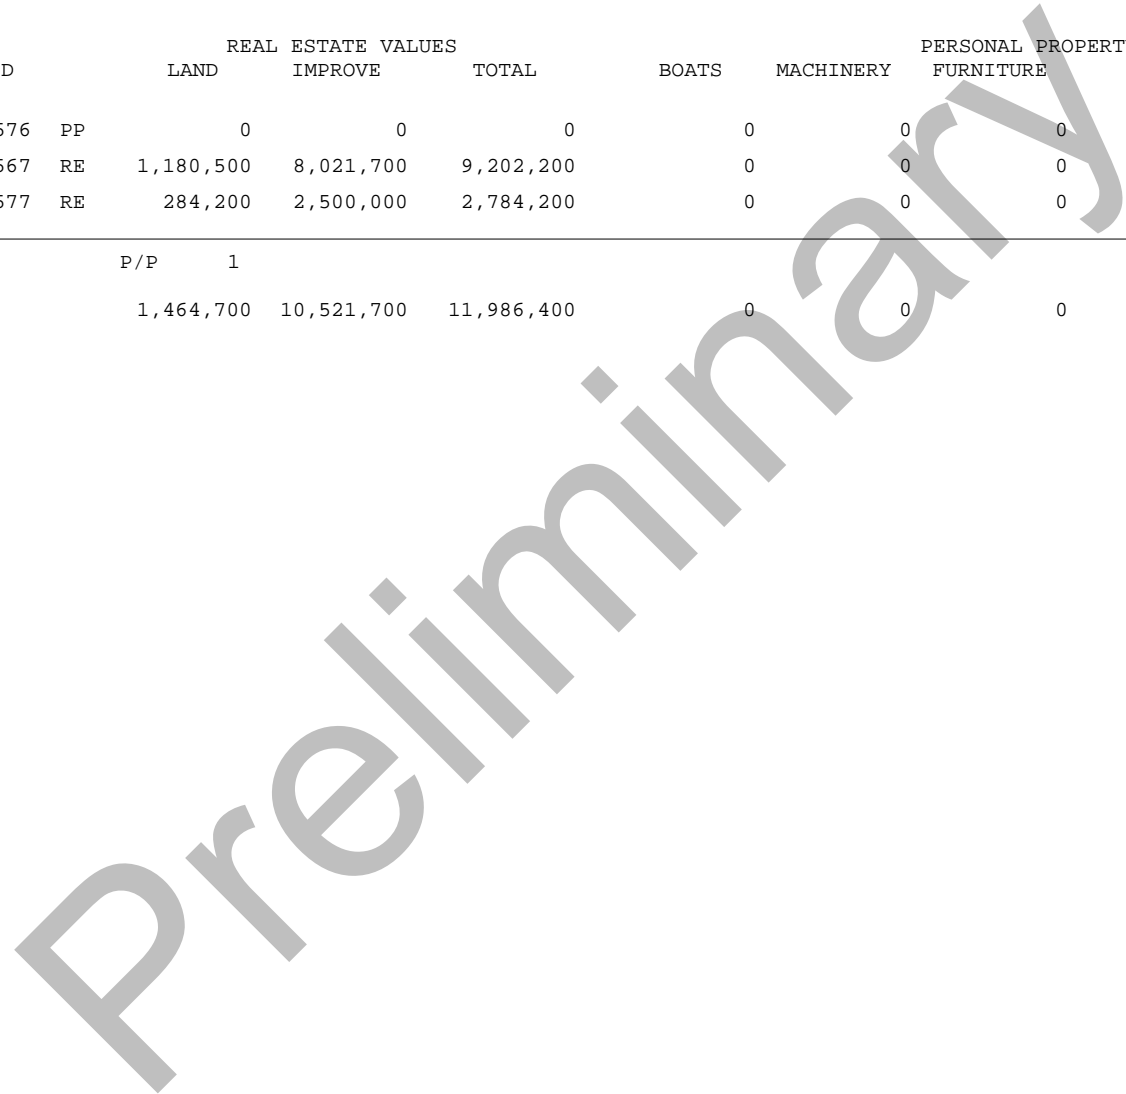 REAL ESTATE VALUES PERSONAL PROPERT
D LAND IMPROVE TOTAL BOATS MACHINERY FURNITURE
576 PP 0 0 0 0 0 0
567 RE 1,180,500 8,021,700 9,202,200 0 0 0
577 RE 284,200 2,500,000 2,784,200 0 0 0
P/P 1
1,464,700 10,521,700 11,986,400 0 0 0
Preliminary